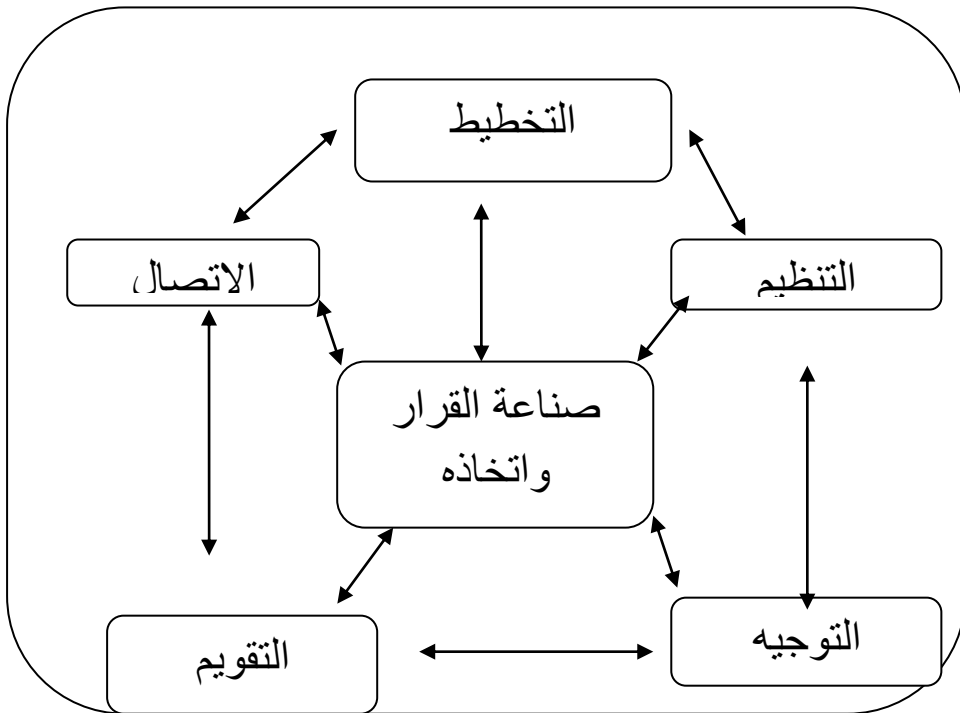 التخطيط
التنظيم
الاتصال
صناعة القرار
واتخاذه
التوجيه
التقويم